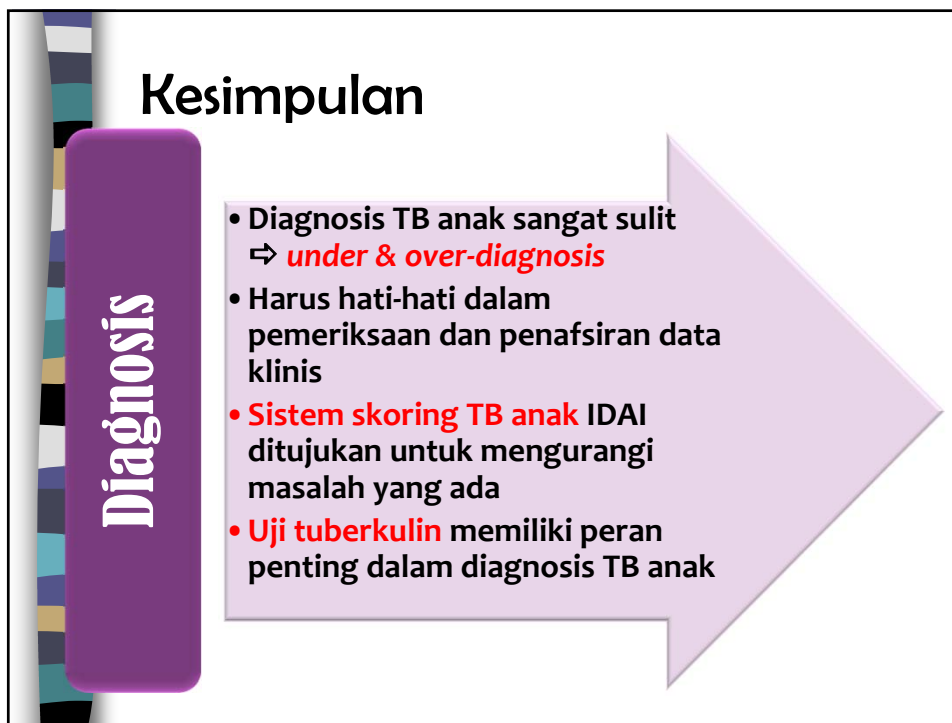 Kesimpulan
Diagnosis
• Diagnosis TB anak sangat sulit
⇨ under & over-diagnosis
• Harus hati-hati dalam
pemeriksaan dan penafsiran data
klinis
• Sistem skoring TB anak IDAI
ditujukan untuk mengurangi
masalah yang ada
• Uji tuberkulin memiliki peran
penting dalam diagnosis TB anak